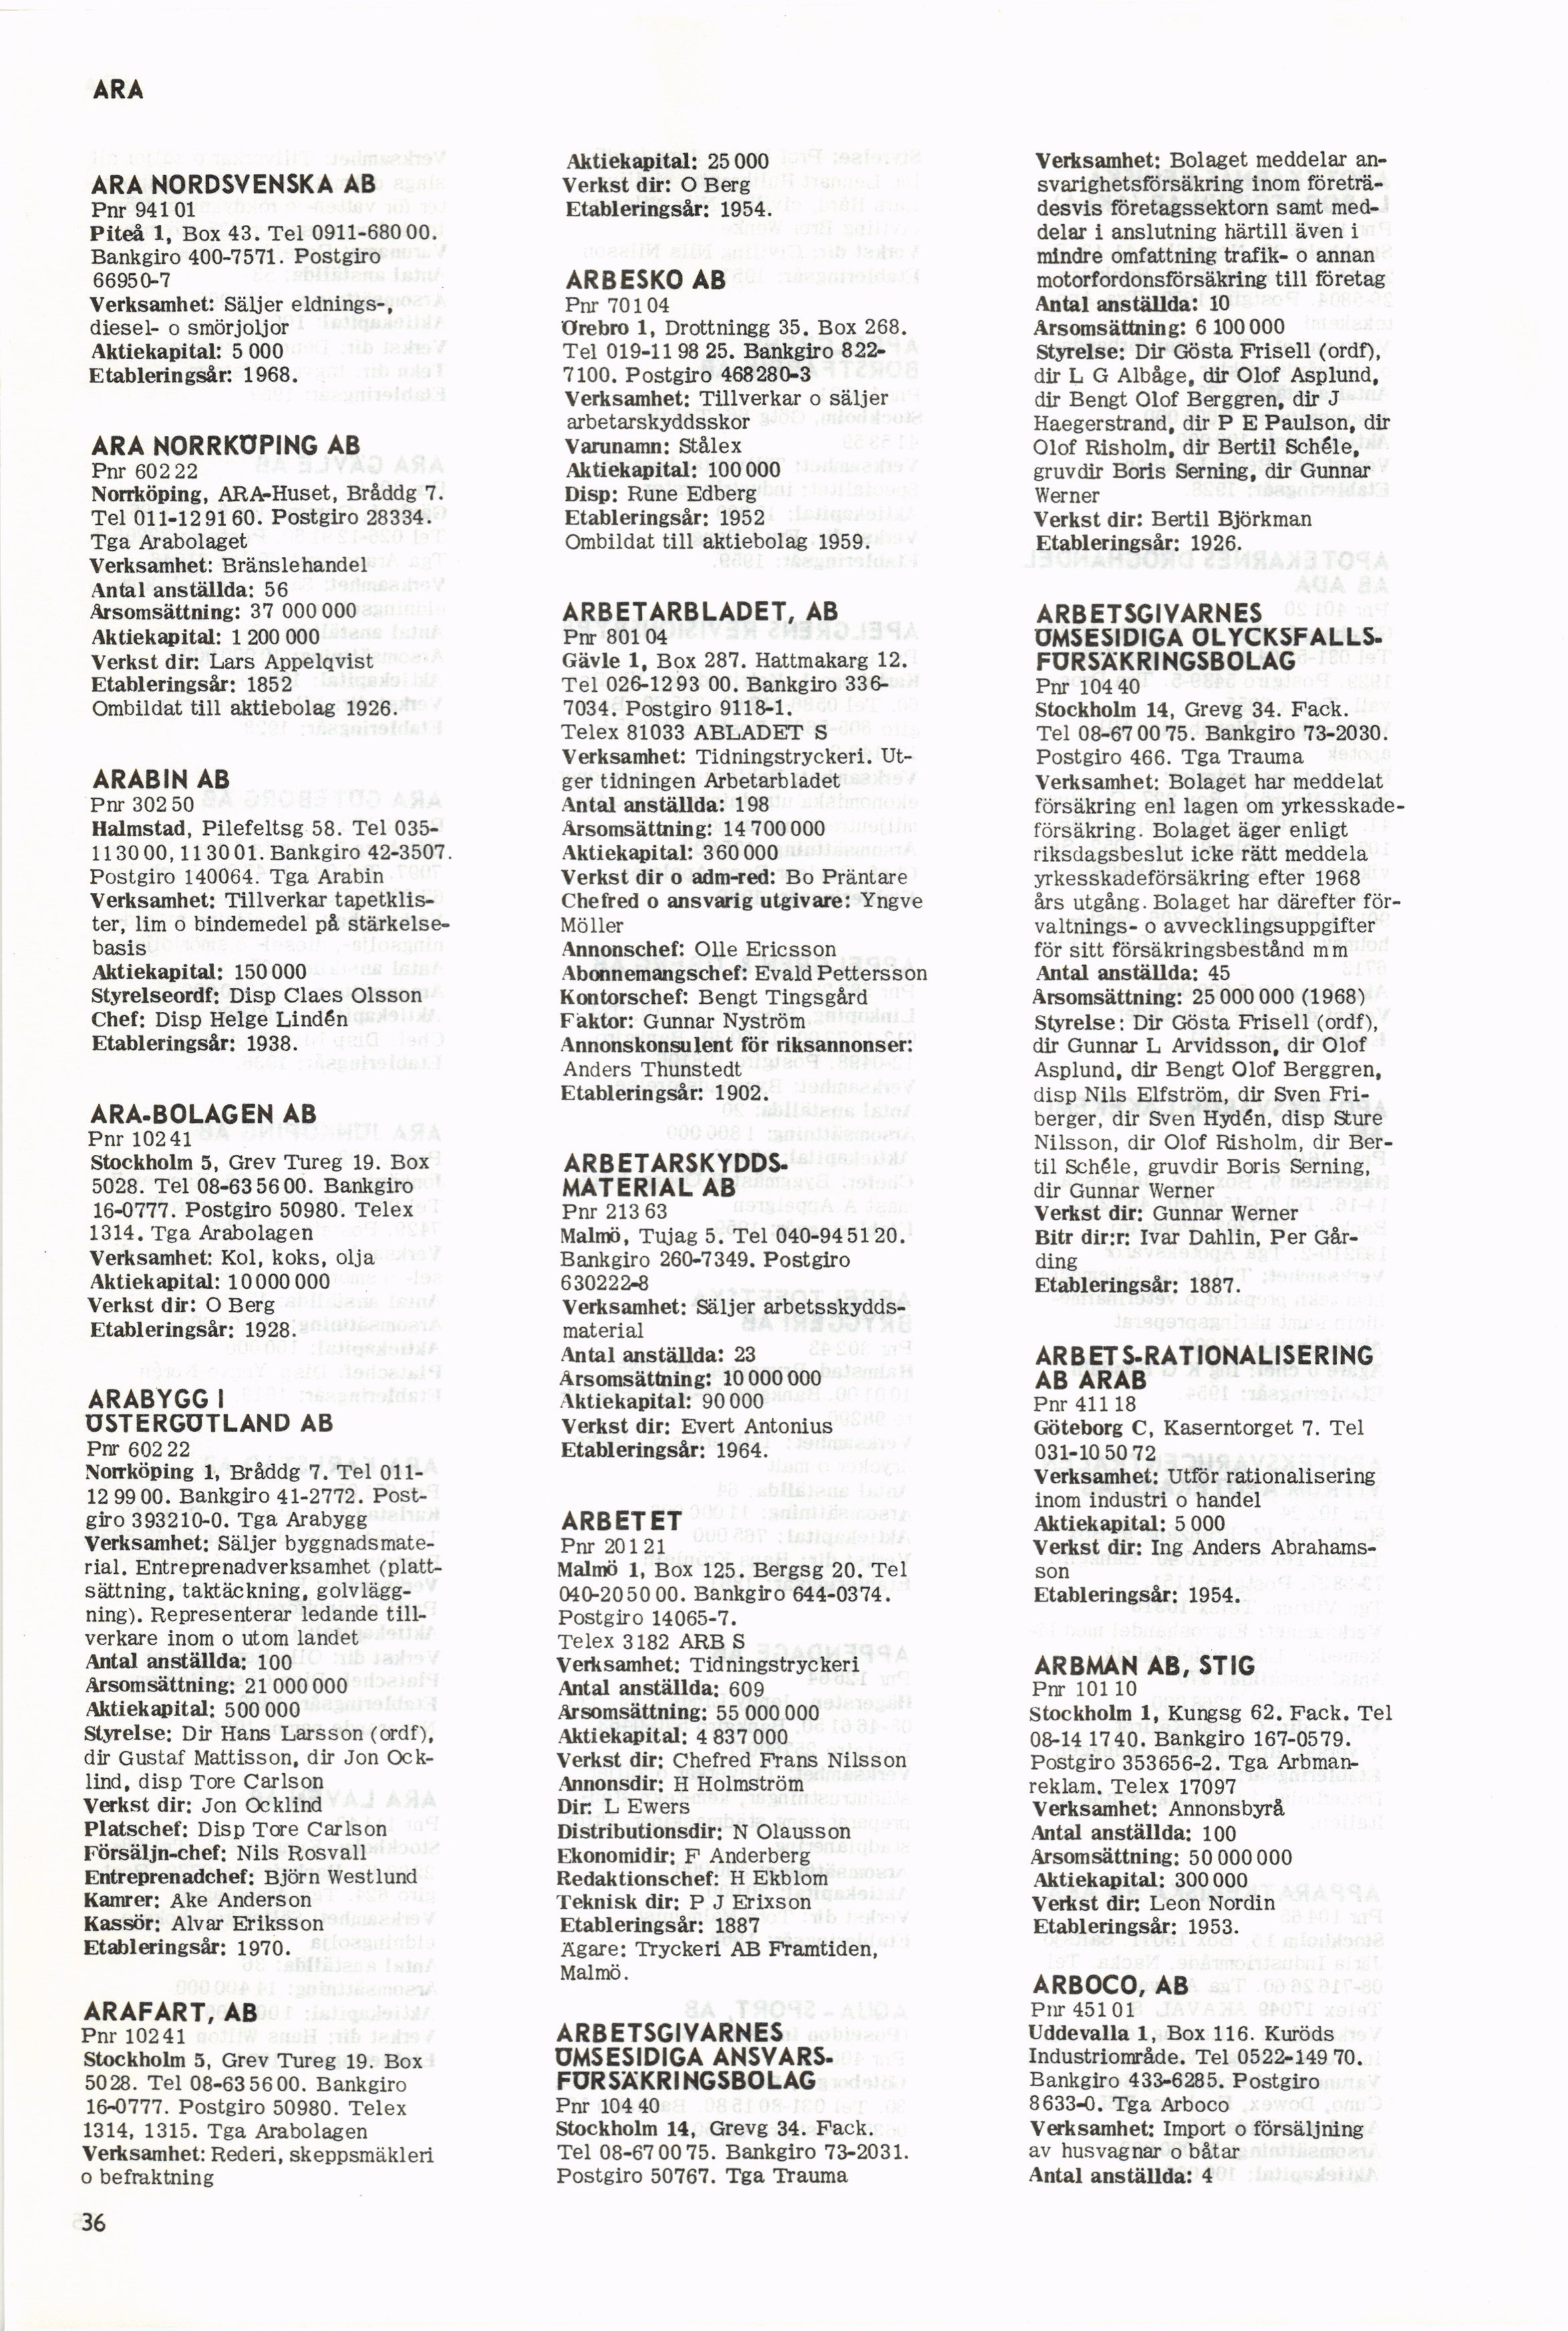 ARA
ARA NORDSVENSKA AB
Pnr 941 01
Piteå 1, Box 43. Tel 0911-680 00.
Bankgiro 400-7571. Postgiro
66950-7
Verksamhet: Säljer eldnings-,
diesel- o smörjoljor
Aktiekapital: 5 000
Etableringsår: 1968.
ARA NORRKÖPING AB
Pnr 602 22
Norrköping, ARA-Huset, Bråddg 7.
Tel 011-12 91 60. Postgiro 28334.
Tga Arabolaget
Verksamhet: Bränslehandel
Antal anställda: 56
Årsomsättning: 37 000 000
Aktiekapital: 1 200 000
Verkst dir: Lars Appelqvist
Etableringsår: 1852
Ombildat till aktiebolag 1926.
ARABIN AB
Pnr 302 50
Halmstad, Pilefeltsg 58. Tel 035-
11 30 00, 11 30 01. Bankgiro 42-3507.
Postgiro 140064. Tga Arabin
Verksamhet: Tillverkar tapetklis-
ter, lim o bindemedel på stärkelse-
basis
Aktiekapital: 150 000
Styrelseordf: Disp Claes Olsson
Chef: Disp Helge Lindén
Etableringsår: 1938.
ARA-BOLAGEN AB
Pnr 102 41
Stockholm 5, Grev Tureg 19. Box
5028. Tel 08-63 56 00. Bankgiro
16-0777. Postgiro 50980. Telex
1314. Tga Arabolagen
Verksamhet: Kol, koks, olja
Aktiekapital: 10 000 000
Verkst dir: O Berg
Etableringsår: 1928.
ARABYGG I
ÖSTERGÖTLAND AB
Pnr 602 22
Norrköping 1, Bråddg 7. Tel 011-
12 99 00. Bankgiro 41-2772. Post-
giro 393210-0. Tga Arabygg
Verksamhet: Säljer byggnadsmate-
rial. Entreprenadverksamhet (platt-
sättning, taktäckning, golvlägg-
ning). Representerar ledande till-
verkare inom o utom landet
Antal anställda: 100
Årsomsättning: 21 000 000
Aktiekapital: 500 000
Styrelse: Dir Hans Larsson (ordf),
dir Gustaf Mattisson, dir Jon Ock-
lind, disp Tore Carlson
Verkst dir: Jon Ocklind
Platschef: Disp Tore Carlson
Försäljn-chef: Nils Rosvall
Entreprenadchef: Björn Westlund
Kamrer: Åke Anderson
Kassör: Alvar Eriksson
Etableringsår: 1970.
ARAFART, AB
Pnr 102 41
Stockholm 5, Grev Tureg 19. Box
5028. Tel 08-63 56 00. Bankgiro
16-0777. Postgiro 50980. Telex
1314, 1315. Tga Arabolagen
Verksamhet: Rederi, skeppsmäkleri
o befraktning
Aktiekapital: 25 000
Verkst dir: O Berg
Etableringsår: 1954.
ARBESKO AB
Pnr 701 04
Örebro 1, Drottningg 35. Box 268.
Tel 019-11 98 25. Bankgiro 822-
7100. Postgiro 468280-3
Verksamhet: Tillverkar o säljer
arbetarskyddsskor
Varunamn: Stålex
Aktiekapital: 100 000
Disp: Rune Edberg
Etableringsår: 1952
Ombildat till aktiebolag 1959.
ARBETARBLADET, AB
Pnr 801 04
Gävle 1, Box 287. Hattmakarg 12.
Tel 026-12 93 00. Bankgiro 336-
7034. Postgiro 9118-1.
Telex 81033 ABLADET S
Verksamhet: Tidningstryckeri. Ut-
ger tidningen Arbetarbladet
Antal anställda: 198
Årsomsättning: 14 700 000
Aktiekapital: 360 000
Verkst dir o adm-red: Bo Präntare
Chefred o ansvarig utgivare: Yngve
Möller
Annonschef: Olle Ericsson
Abonnemangschef: Evald Pettersson
Kontorschef: Bengt Tingsgård
Faktor: Gunnar Nyström
Annonskonsulent för riksannonser:
Anders Thunstedt
Etableringsår: 1902.
ARBETARSKYDDS-
MATERIAL AB
Pnr 213 63
Malmö, Tujag 5. Tel 040-94 51 20.
Bankgiro 260-7349. Postgiro
630222-8
Verksamhet: Säljer arbetsskydds-
material
Antal anställda: 23
Årsomsättning: 10 000 000
Aktiekapital: 90 000
Verkst dir: Evert Antonius
Etableringsår: 1964.
ARBETET
Pnr 201 21
Malmö 1, Box 125. Bergsg 20. Tel
040-20 50 00. Bankgiro 644-0374.
Postgiro 14065-7.
Telex 3182 ARB S
Verksamhet: Tidningstryckeri
Antal anställda: 609
Årsomsättning: 55 000 000
Aktiekapital: 4 837 000
Verkst dir: Chefred Frans Nilsson
Annonsdir: H Holmström
Dir: L Ewers
Distributionsdir: N Olausson
Ekonomidir: F Anderberg
Redaktionschef: H Ekblom
Teknisk dir: P J Erixson
Etableringsår: 1887
Ägare: Tryckeri AB Framtiden,
Malmö.
ARBETSGIVARNES
ÖMSESIDIGA ANSVARS-
FÖRSÄKRINGSBOLAG
Pnr 104 40
Stockholm 14, Grevg 34. Fack.
Tel 08-67 00 75. Bankgiro 73-2031.
Postgiro 50767. Tga Trauma
Verksamhet: Bolaget meddelar an-
svarighetsförsäkring inom företrä-
desvis företagssektorn samt med-
delar i anslutning härtill även i
mindre omfattning trafik- o annan
motorfordonsförsäkring till företag
Antal anställda: 10
Årsomsättning: 6 100 000
Styrelse: Dir Gösta Frisell (ordf),
dir L G Albåge, dir Olof Asplund,
dir Bengt Olof Berggren, dir J
Haegerstrand, dir P E Paulson, dir
Olof Risholm, dir Bertil Schéle,
gruvdir Boris Serning, dir Gunnar
Werner
Verkst dir: Bertil Björkman
Etableringsår: 1926.
ARBETSGIVARNES
ÖMSESIDIGA OLYCKSFALLS-
FÖRSÄKRINGSBOLAG
Pnr 104 40
Stockholm 14, Grevg 34. Fack.
Tel 08-67 00 75. Bankgiro 73-2030.
Postgiro 466. Tga Trauma
Verksamhet: Bolaget har meddelat
försäkring enl lagen om yrkesskade-
försäkring. Bolaget äger enligt
riksdagsbeslut icke rätt meddela
yrkesskadeförsäkring efter 1968
års utgång. Bolaget har därefter för-
valtnings- o avvecklingsuppgifter
för sitt försäkringsbestånd m m
Antal anställda: 45
Årsomsättning: 25 000 000 (1968)
Styrelse: Dir Gösta Frisell (ordf),
dir Gunnar L Arvidsson, dir Olof
Asplund, dir Bengt Olof Berggren,
disp Nils Elfström, dir Sven Fri-
berger, dir Sven Hydén, disp Sture
Nilsson, dir Olof Risholm, dir Ber-
til Schéle, gruvdir Boris Serning,
dir Gunnar Werner
Verkst dir: Gunnar Werner
Bitr dir:r: Ivar Dahlin, Per Går-
ding
Etableringsår: 1887.
ARBETS-RATIONALISERING
AB ARAB
Pnr 411 18
Göteborg C, Kaserntorget 7. Tel
031-10 50 72
Verksamhet: Utför rationalisering
inom industri o handel
Aktiekapital: 5 000
Verkst dir: Ing Anders Abrahams-
son
Etableringsår: 1954.
ARBMAN AB, STIG
Pnr 101 10
Stockholm 1, Kungsg 62. Fack. Tel
08-14 17 40. Bankgiro 167-0579.
Postgiro 353656-2. Tga Arbman-
reklam. Telex 17097
Verksamhet: Annonsbyrå
Antal anställda: 100
Årsomsättning: 50 000 000
Aktiekapital: 300 000
Verkst dir: Leon Nordin
Etableringsår: 1953.
ARBOCO, AB
Pnr 451 01
Uddevalla 1, Box 116. Kuröds
Industriområde. Tel 0522-149 70.
Bankgiro 433-6285. Postgiro
8633-0. Tga Arboco
Verksamhet: Import o försäljning
av husvagnar o båtar
Antal anställda: 4
36